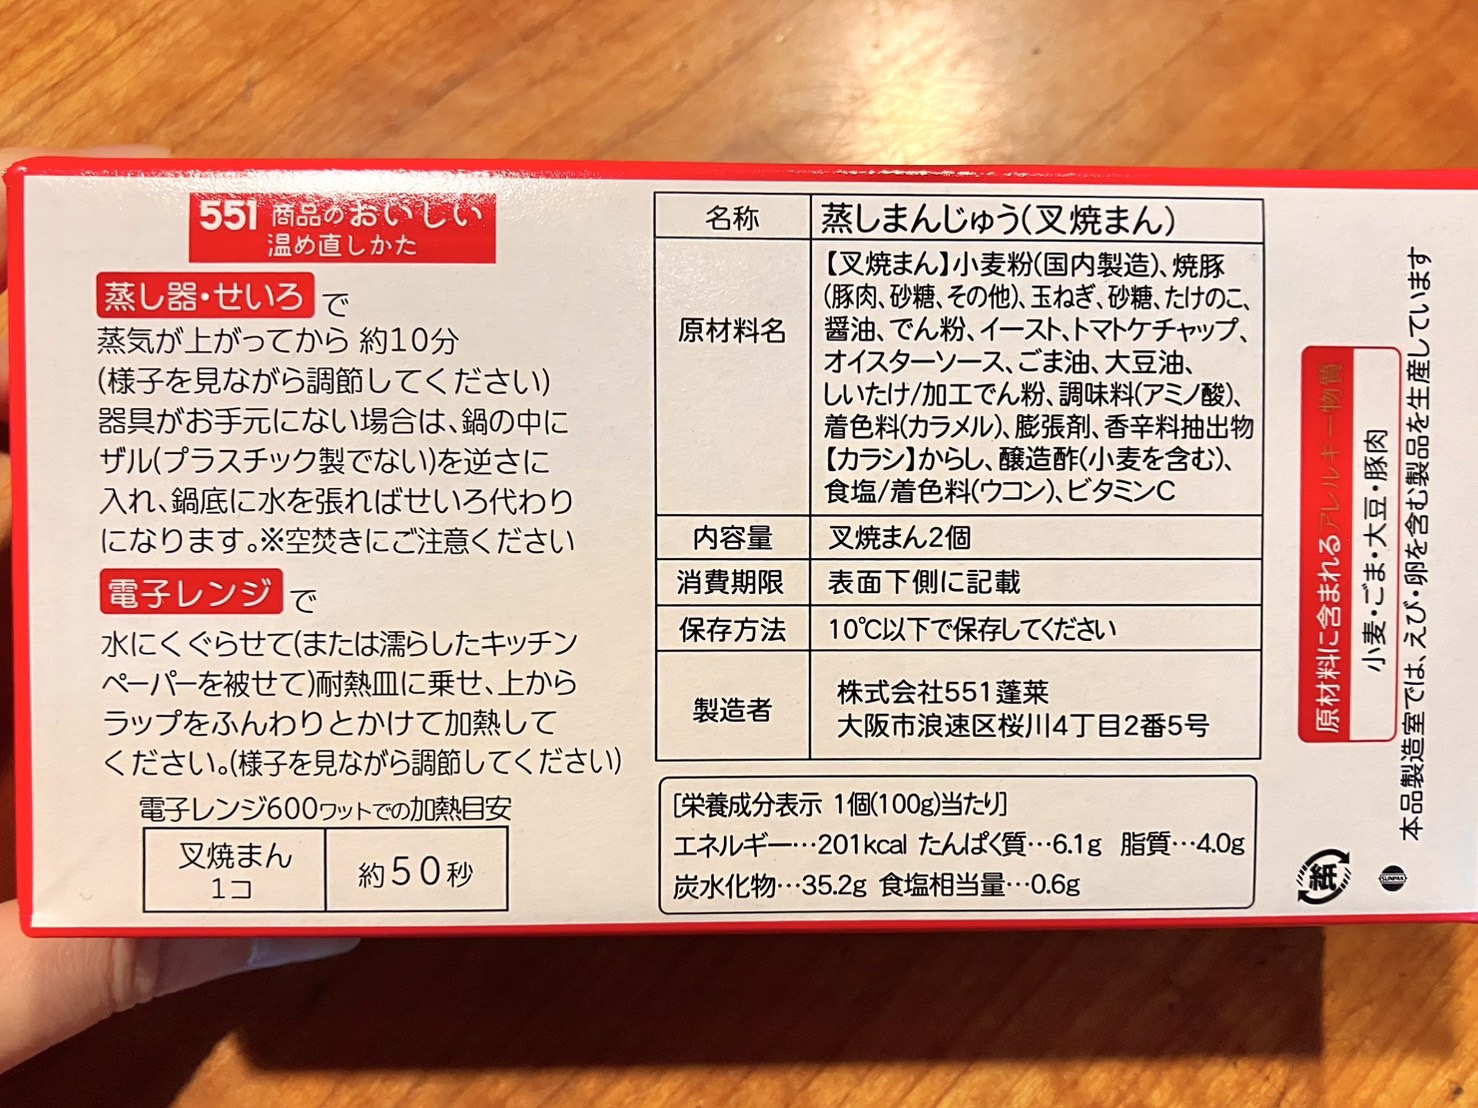 551 商品のおいしい
温め直しかた
蒸し器・せいろ で
蒸気が上がってから 約10分
(様子を見ながら調節してください)
器具がお手元にない場合は、鍋の中に
ザル(プラスチック製でない)を逆さに
入れ、鍋底に水を張ればせいろ代わり
になります。※空焚きにご注意ください
電子レンジ で
水にくぐらせて(または濡らしたキッチン
ペーパーを被せて)耐熱皿に乗せ、上から
ラップをふんわりとかけて加熱して
ください。(様子を見ながら調節してください)
電子レンジ600ワットでの加熱目安
叉焼まん
1コ
約50秒
名称
蒸しまんじゅう(叉焼まん)
原材料名
【叉焼まん】小麦粉(国内製造)、焼豚
(豚肉、砂糖、その他)、玉ねぎ、砂糖、たけのこ、
醤油、でん粉、イースト、トマトケチャップ、
オイスターソース、ごま油、大豆油、
しいたけ/加工でん粉、調味料(アミノ酸)、
着色料(カラメル)、膨張剤、香辛料抽出物
【カラシ】からし、醸造酢(小麦を含む)、
食塩/着色料(ウコン)、ビタミンC
内容量
叉焼まん2個
消費期限
表面下側に記載
保存方法
10℃以下で保存してください
製造者
株式会社551蓬莱
大阪市浪速区桜川4丁目2番5号
[栄養成分表示 1個(100g)当たり]
エネルギー…201kcal たんぱく質…6.1g 脂質…4.0g
炭水化物…35.2g 食塩相当量…0.6g
原材料に含まれるアレルギー物質
小麦・ごま・大豆・豚肉
本品製造室では、えび・卵を含む製品を生産しています
紙
SUNPAK